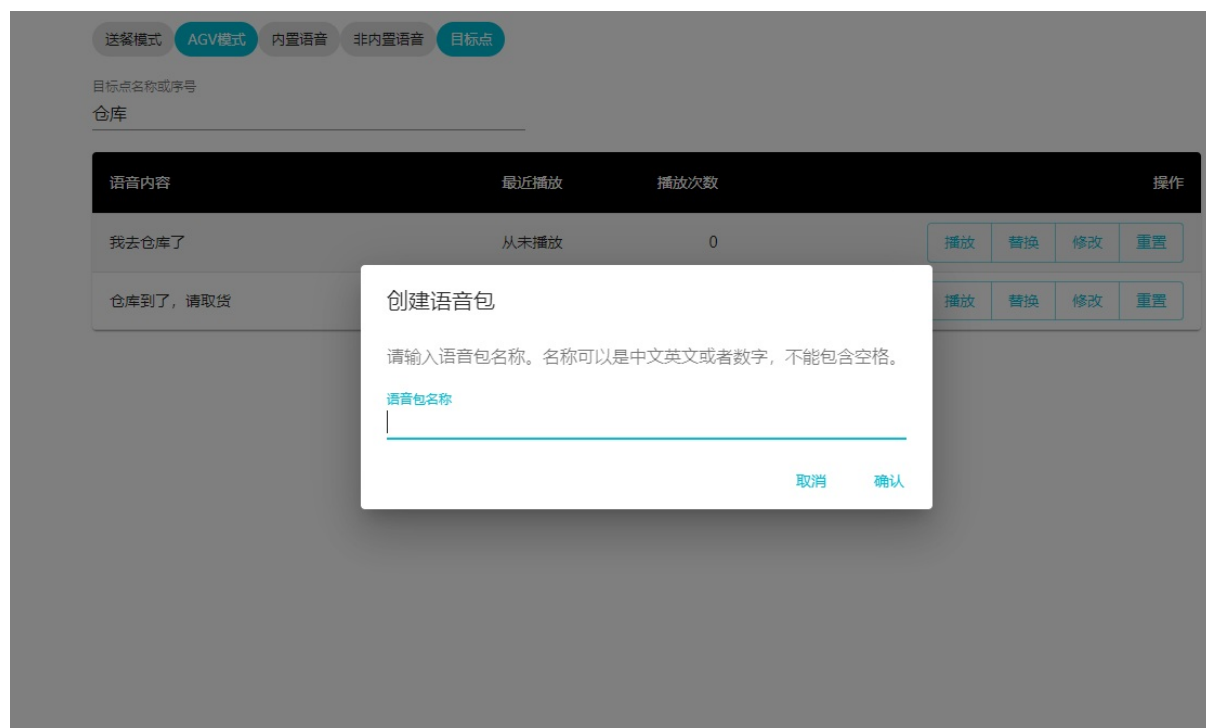 送餐模式 AGV模式 内置语音 非内置语音 目标点
目标点名称或序号
仓库
语音内容 最近播放 播放次数 操作
我去仓库了 从未播放 0 播放 替换 修改 重置
仓库到了，请取货 播放 替换 修改 重置
创建语音包
请输入语音包名称。名称可以是中文英文或者数字，不能包含空格。
语音包名称
取消 确认